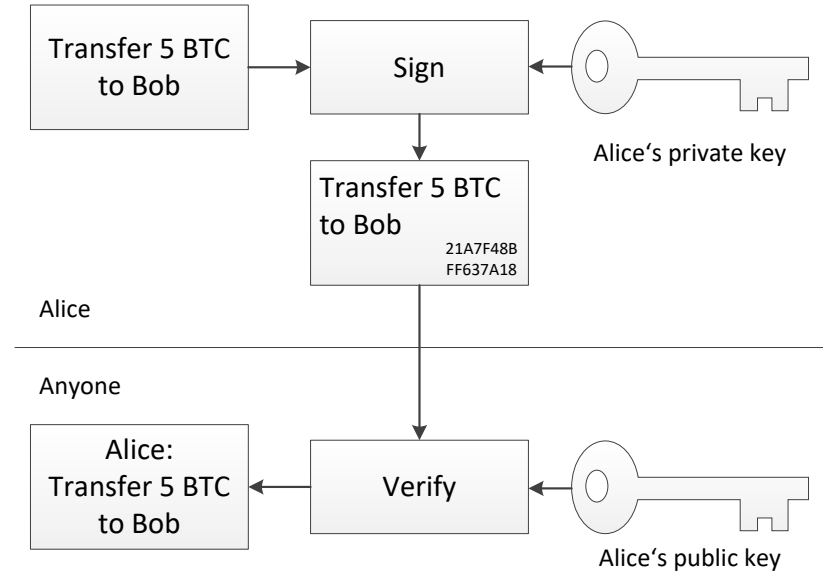 Transfer 5 BTC
to Bob
Sign
Alice‘s private key
Transfer 5 BTC
to Bob
21A7F48B
FF637A18
Alice
Anyone
Alice:
Transfer 5 BTC
to Bob
Verify
Alice‘s public key